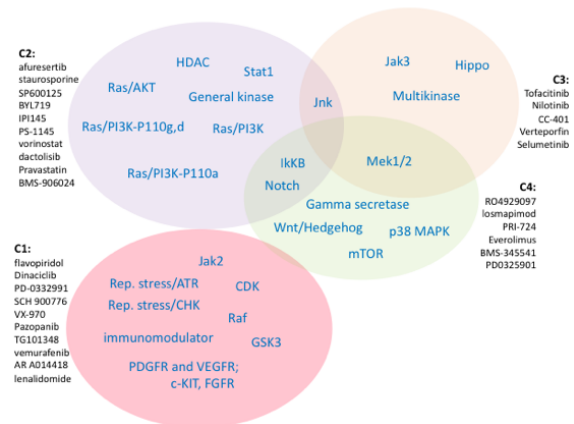 C2:
afuresertib
staurosporine
SP600125
BYL719
IPI145
PS-1145
vorinostat
dactolisib
Pravastatin
BMS-906024
HDAC
Stat1
Ras/AKT
General kinase
Ras/PI3K-P110g,d
Ras/PI3K
Ras/PI3K-P110a
Jnk
IkKB
Notch
Jak3
Hippo
Multikinase
Mek1/2
C3:
Tofacitinib
Nilotinib
CC-401
Verteporfin
Selumetinib
Gamma secretase
Wnt/Hedgehog
p38 MAPK
mTOR
C4:
RO4929097
losmapimod
PRI-724
Everolimus
BMS-345541
PD0325901
C1:
flavopiridol
Dinaciclib
PD-0332991
SCH 900776
VX-970
Pazopanib
TG101348
vemurafenib
AR A014418
lenalidomide
Jak2
Rep. stress/ATR
CDK
Rep. stress/CHK
Raf
immunomodulator
GSK3
PDGFR and VEGFR;
c-KIT, FGFR